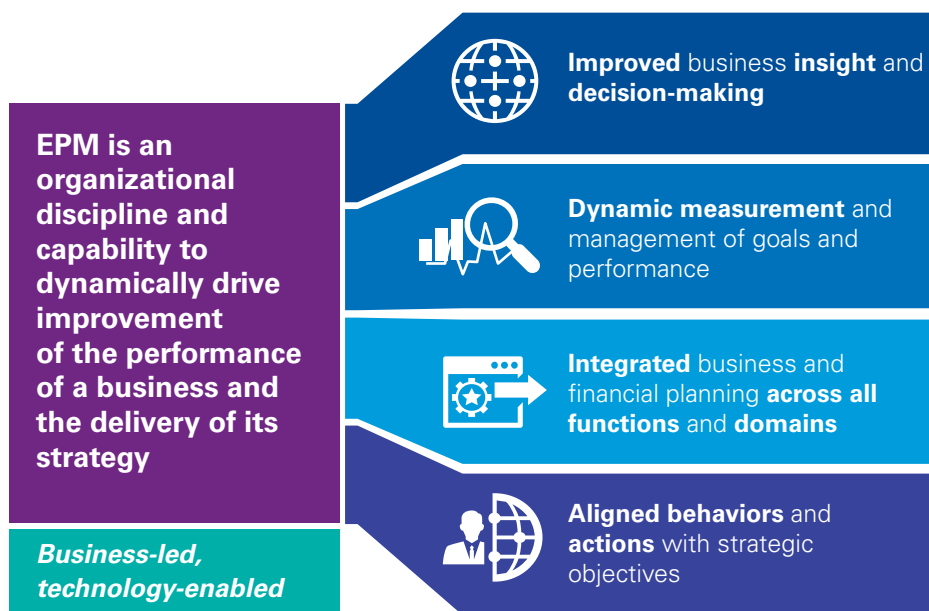 EPM is an
organizational
discipline and
capability to
dynamically drive
improvement
of the performance
of a business and
the delivery of its
strategy
Business-led,
technology-enabled
Improved business insight and
decision-making
Dynamic measurement and
management of goals and
performance
Integrated business and
financial planning across all
functions and domains
Aligned behaviors and
actions with strategic
objectives